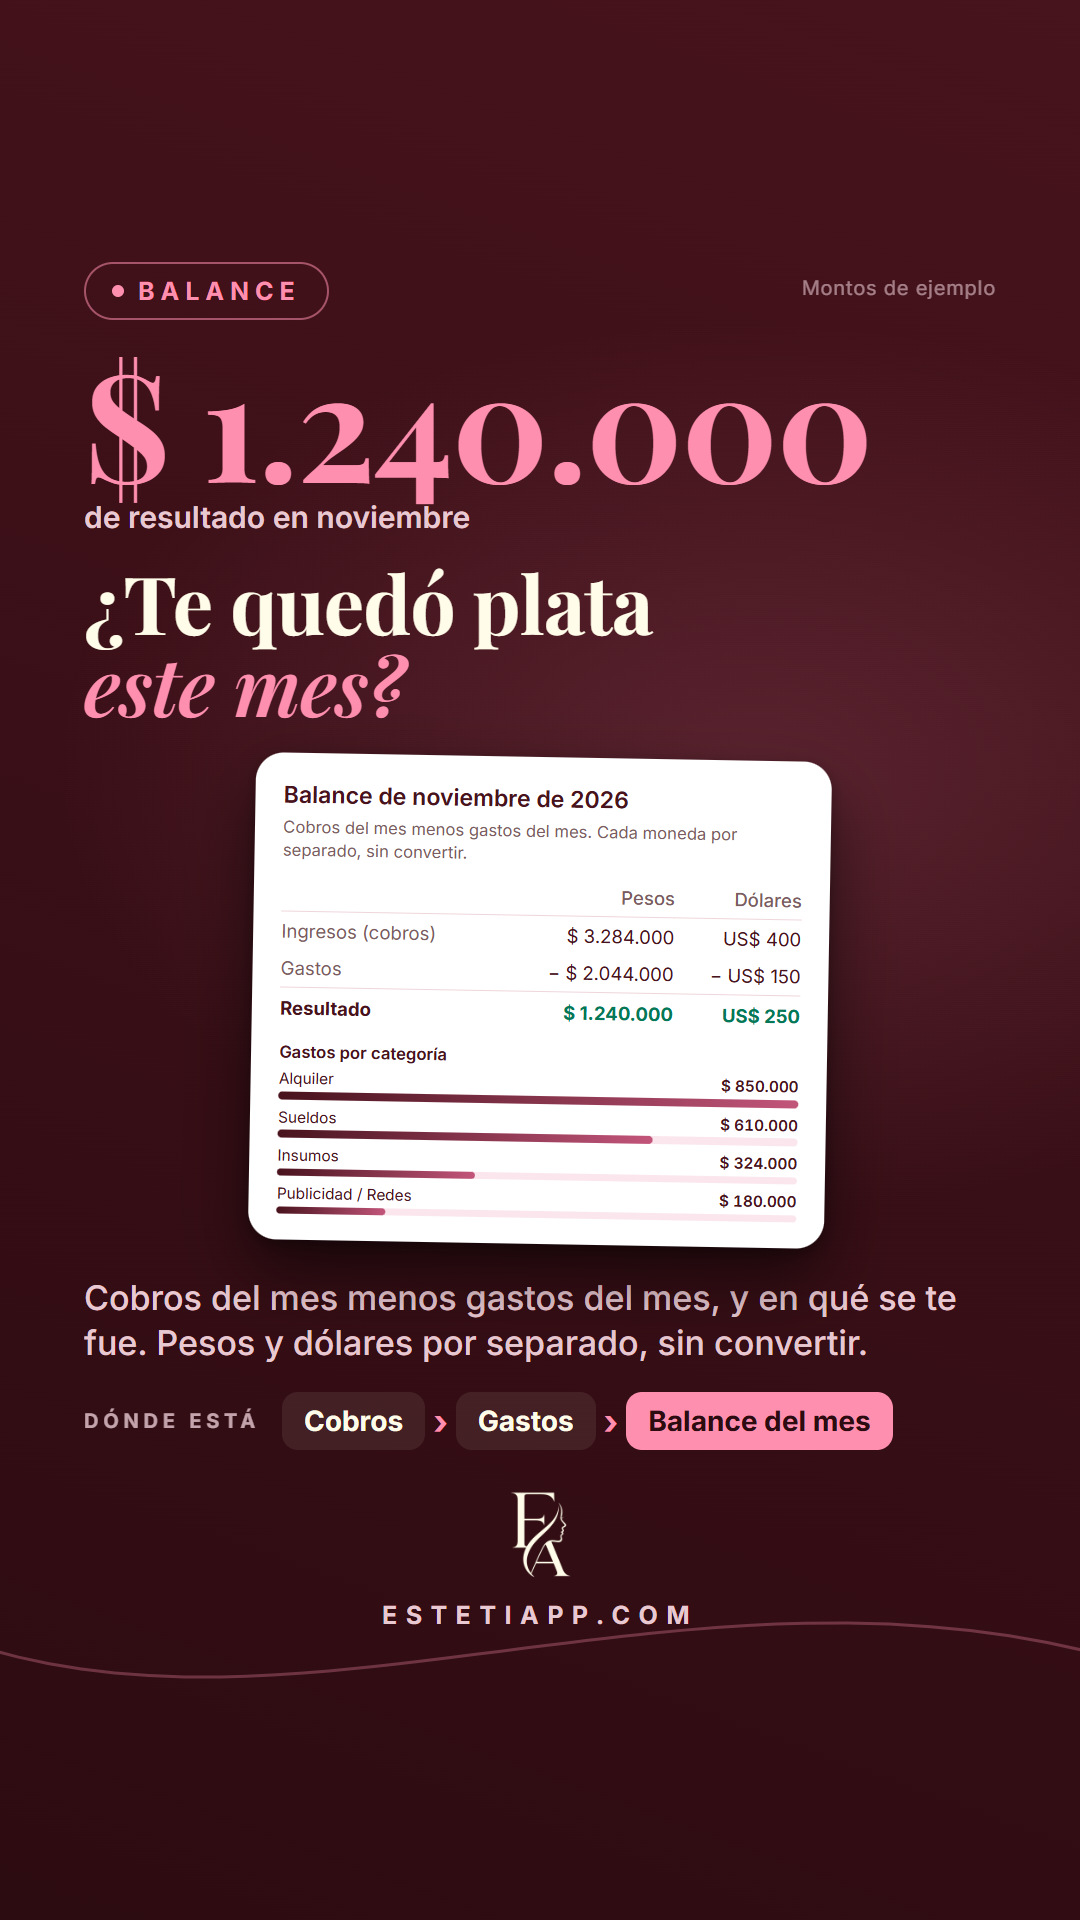 BALANCE
Montos de ejemplo
$ 1.240.000
de resultado en noviembre
¿Te quedó plata
este mes?
Balance de noviembre de 2026
Cobros del mes menos gastos del mes. Cada moneda por
separado, sin convertir.
Pesos Dólares
Ingresos (cobros) $ 3.284.000 US$ 400
Gastos – $ 2.044.000 – US$ 150
Resultado $ 1.240.000 US$ 250
Gastos por categoría
Alquiler $ 850.000
Sueldos $ 610.000
Insumos $ 324.000
Publicidad / Redes $ 180.000
Cobros del mes menos gastos del mes, y en qué se te
fue. Pesos y dólares por separado, sin convertir.
DÓNDE ESTÁ Cobros › Gastos › Balance del mes
EA
ESTETIAPP.COM